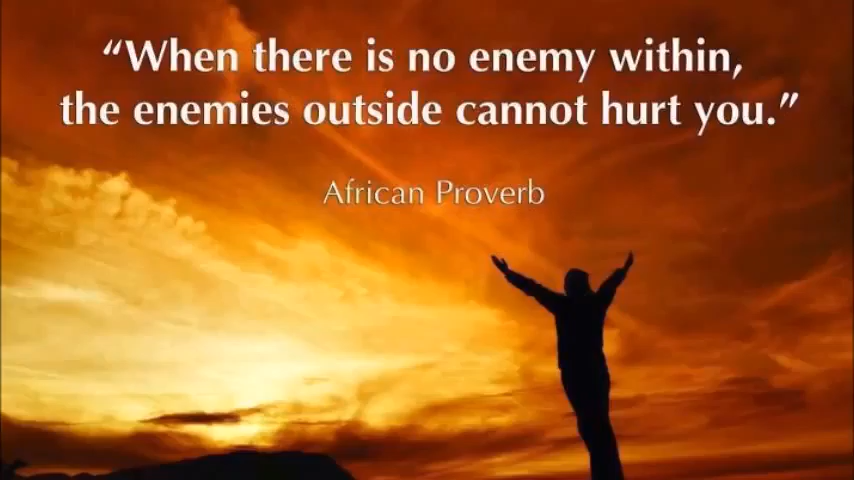 “When there is no enemy within,
the enemies outside cannot hurt you.”
African Proverb